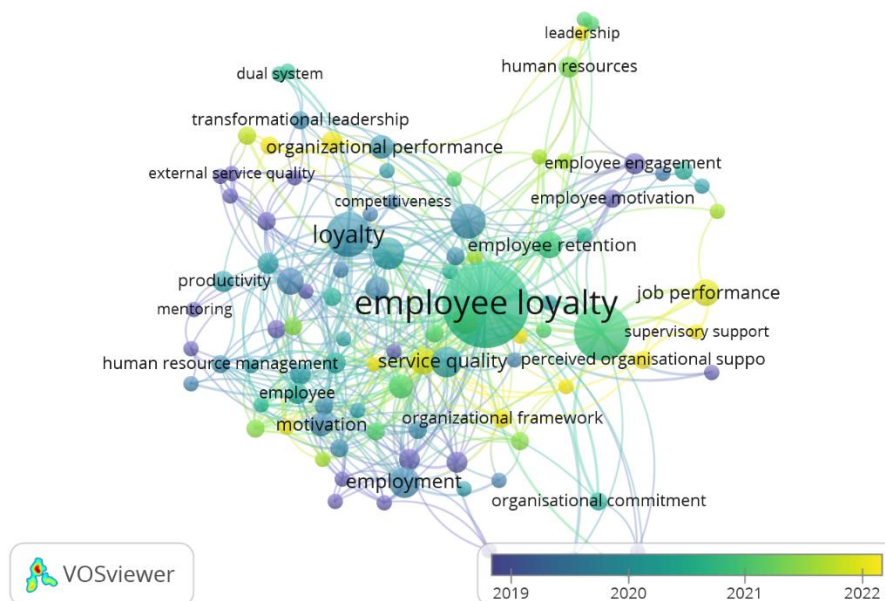 leadership
human resources
dual system
transformational leadership
organizational performance
employee engagement
external service quality
employee motivation
competitiveness
loyalty
employee retention
productivity
job performance
employee loyalty
mentoring
supervisory support
human resource management
service quality
perceived organisational suppo
employee
organizational framework
motivation
employment
organisational commitment
VOSviewer
2019
2020
2021
2022